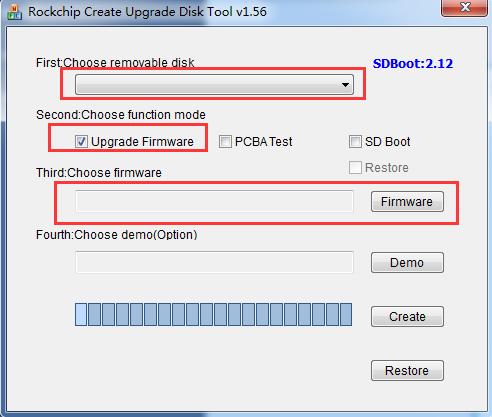 Rockchip Create Upgrade Disk Tool v1.56
First:Choose removable disk
SDBoot:2.12
Second:Choose function mode
Upgrade Firmware
PCBA Test
SD Boot
Restore
Third:Choose firmware
Firmware
Fourth:Choose demo(Option)
Demo
Create
Restore